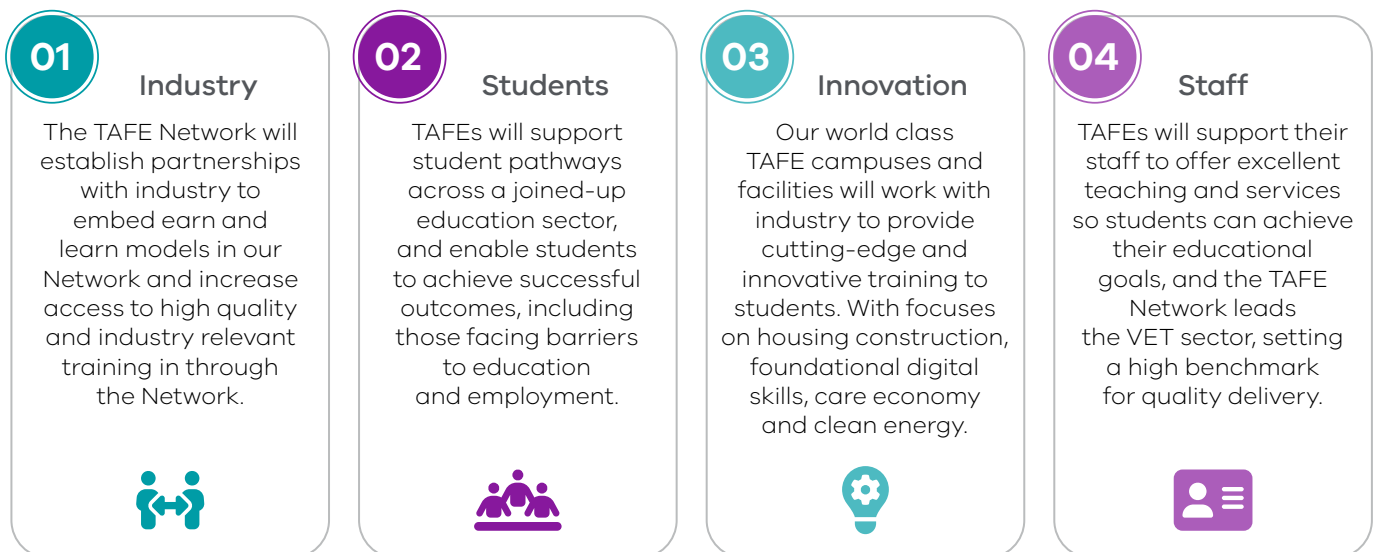 01
Industry
The TAFE Network will
establish partnerships
with industry to
embed earn and
learn models in our
Network and increase
access to high quality
and industry relevant
training in through
the Network.
02
Students
TAFEs will support
student pathways
across a joined-up
education sector,
and enable students
to achieve successful
outcomes, including
those facing barriers
to education
and employment.
03
Innovation
Our world class
TAFE campuses and
facilities will work with
industry to provide
cutting-edge and
innovative training to
students. With focuses
on housing construction,
foundational digital
skills, care economy
and clean energy.
04
Staff
TAFEs will support their
staff to offer excellent
teaching and services
so students can achieve
their educational
goals, and the TAFE
Network leads
the VET sector, setting
a high benchmark
for quality delivery.